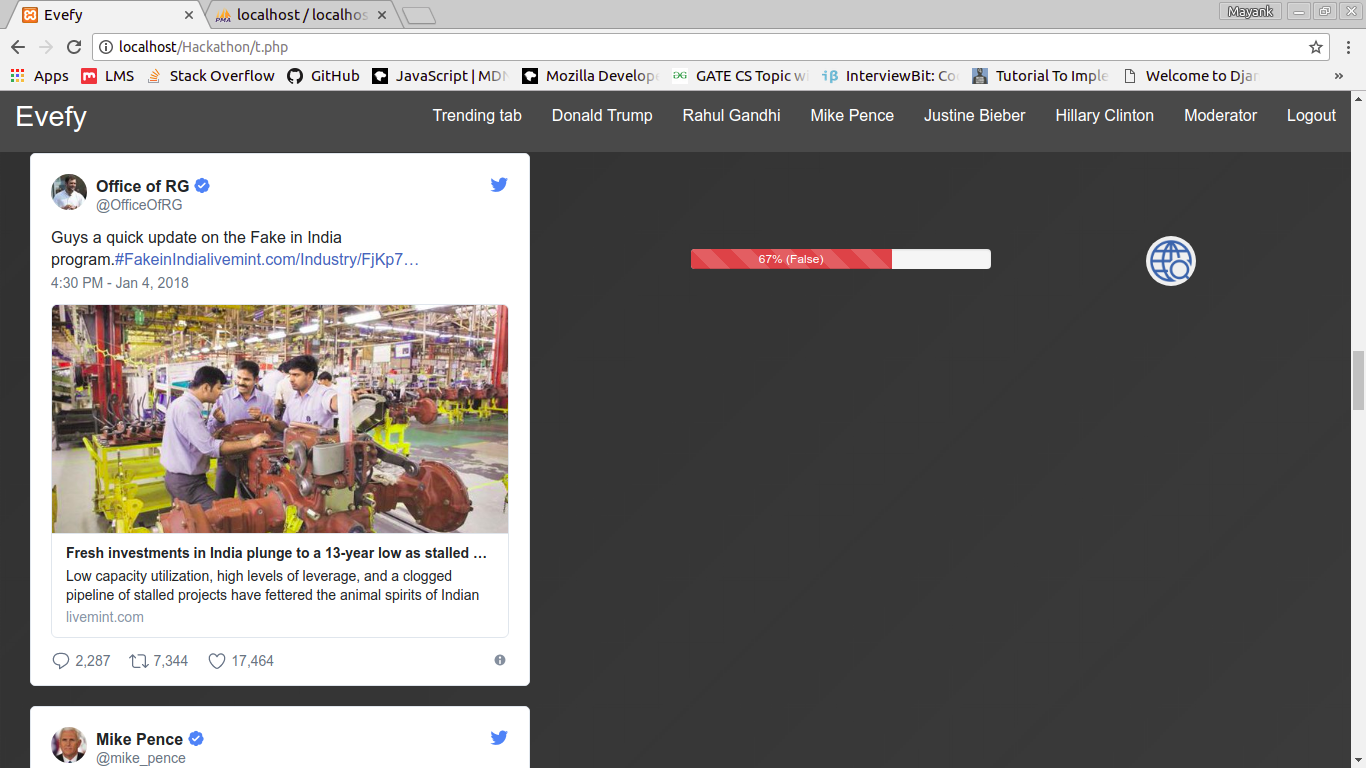 Evefy
localhost / localhos
Mayank
localhost/Hackathon/t.php
Apps
LMS
Stack Overflow
GitHub
JavaScript | MDN
Mozilla Develope
GATE CS Topic wi
InterviewBit: Co
Tutorial To Imple
Welcome to Djan
»
Evefy
Trending tab
Donald Trump
Rahul Gandhi
Mike Pence
Justine Bieber
Hillary Clinton
Moderator
Logout
Office of RG
@OfficeOfRG
Guys a quick update on the Fake in India
program.#FakeinIndialivemint.com/Industry/FjKp7…
4:30 PM - Jan 4, 2018
67% (False)
Fresh investments in India plunge to a 13-year low as stalled …
Low capacity utilization, high levels of leverage, and a clogged
pipeline of stalled projects have fettered the animal spirits of Indian
livemint.com
2,287
7,344
17,464
Mike Pence
@mike_pence